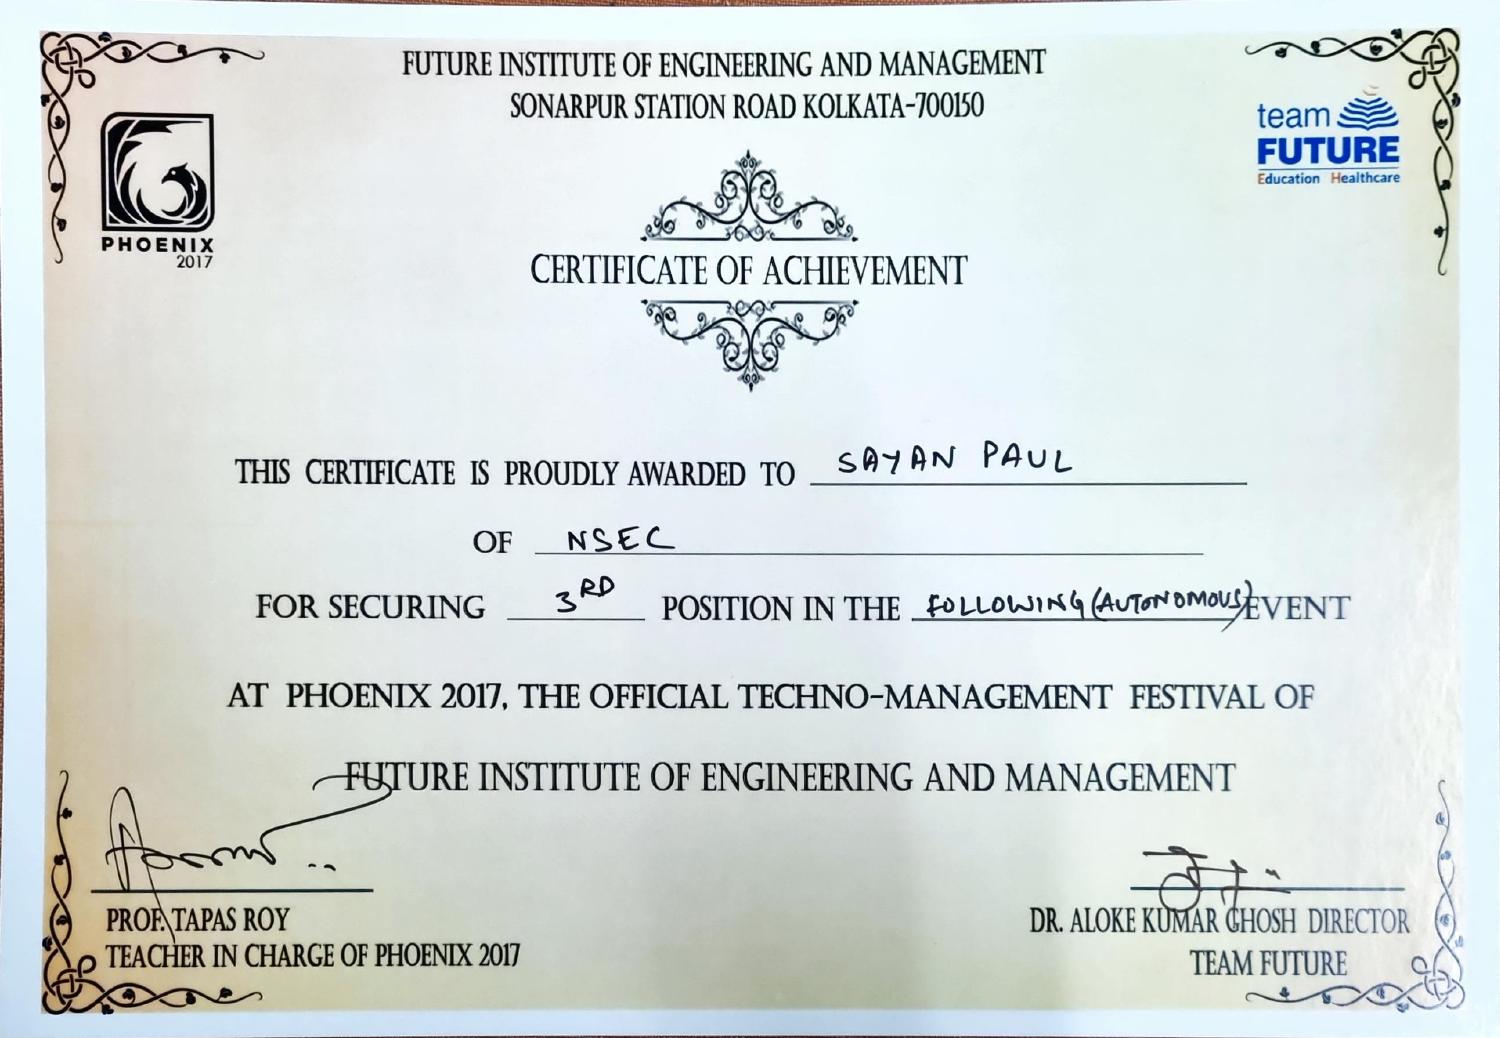 FUTURE INSTITUTE OF ENGINEERING AND MANAGEMENT
SONARPUR STATION ROAD KOLKATA-700150
PHOENIX
2017
team
FUTURE
Education Healthcare
CERTIFICATE OF ACHIEVEMENT
THIS CERTIFICATE IS PROUDLY AWARDED TO SAYAN PAUL
OF NSEC
FOR SECURING 3RD POSITION IN THE FOLLOWING (AUTONOMOUS) EVENT
AT PHOENIX 2017, THE OFFICIAL TECHNO-MANAGEMENT FESTIVAL OF
FUTURE INSTITUTE OF ENGINEERING AND MANAGEMENT
PROF. TAPAS ROY
TEACHER IN CHARGE OF PHOENIX 2017
DR. ALOKE KUMAR GHOSH DIRECTOR
TEAM FUTURE